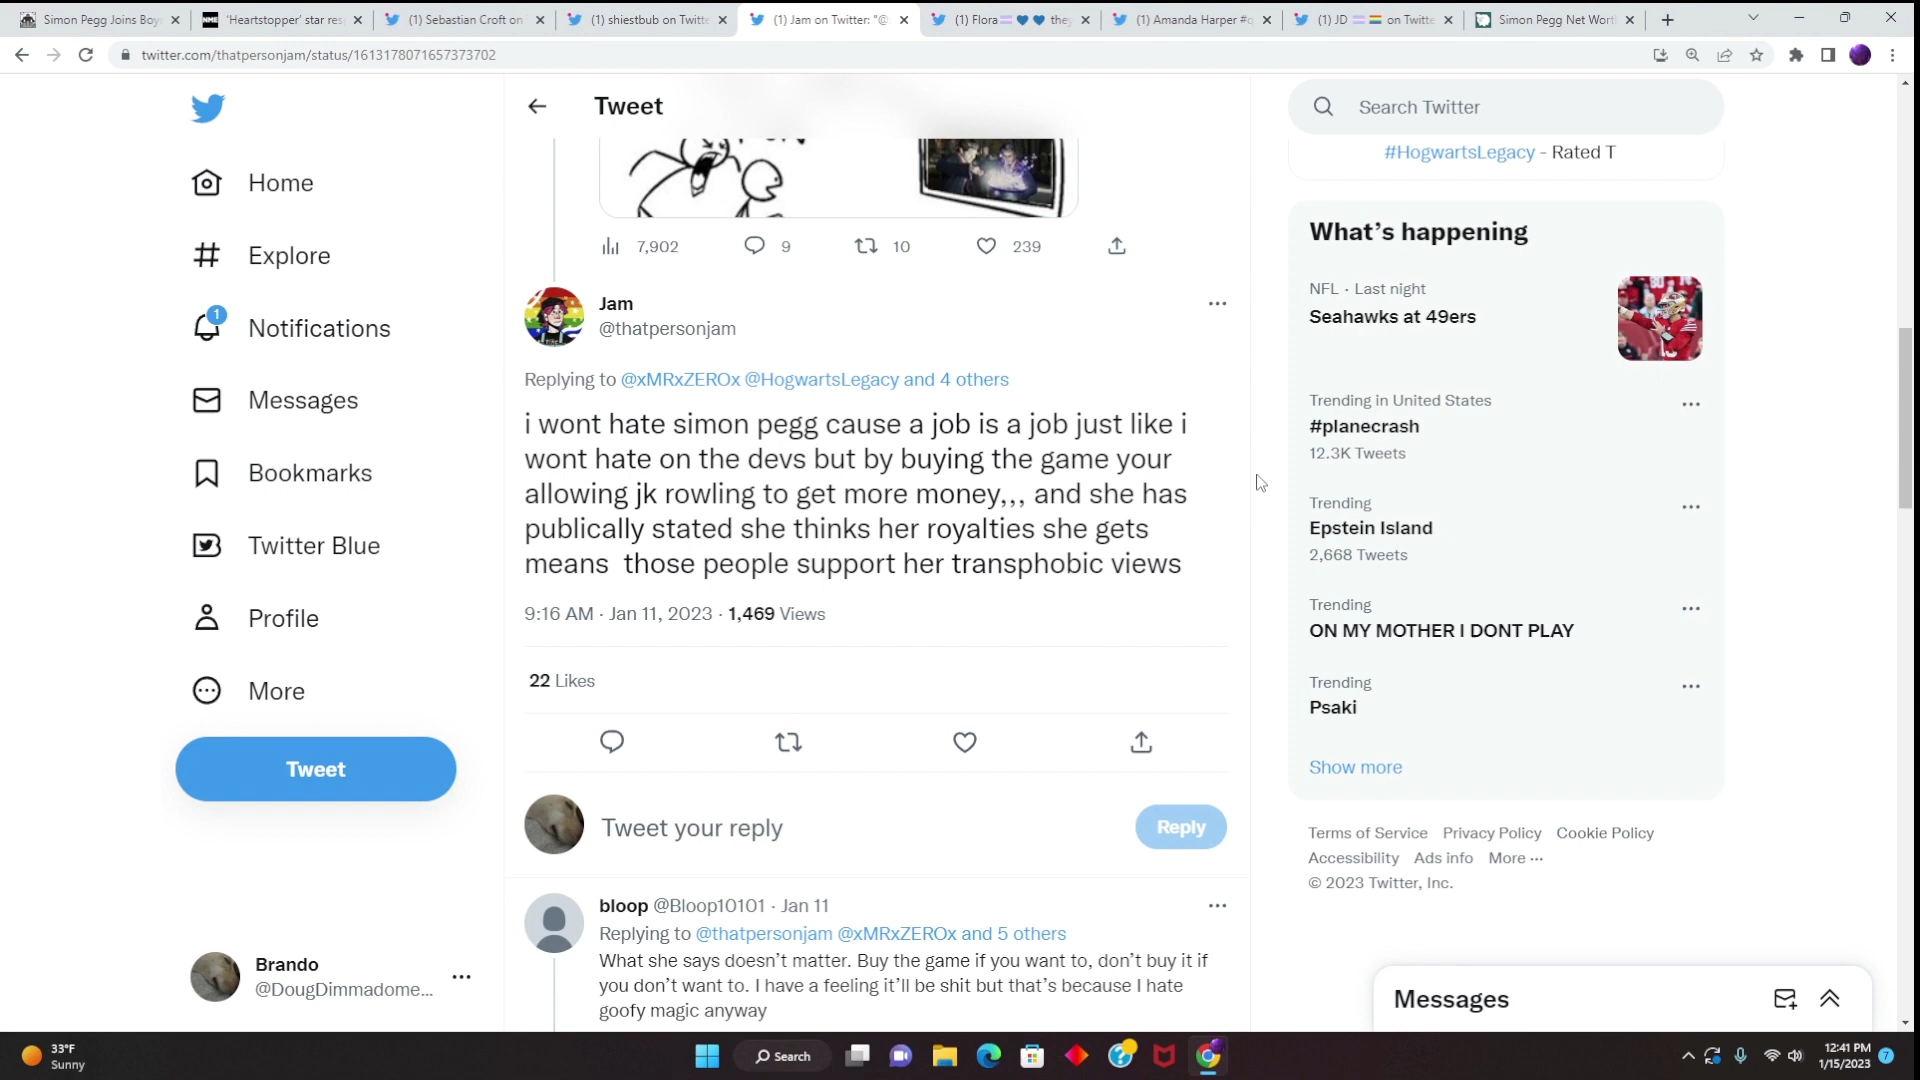 Simon Pegg Joins Boy
'Heartstopper' star res
(1) Sebastian Croft on
(1) shiestbub on Twitte
(1) Jam on Twitter: "@
(1) Flora
they
(1) Amanda Harper #q
(1) JD
on Twitte
Simon Pegg Net Wort
twitter.com/thatpersonjam/status/1613178071657373702
Home
Explore
1
Notifications
Messages
Bookmarks
Twitter Blue
Profile
More
Tweet
Brando
@DougDimmadome...
Tweet
7,902
9
10
239
Jam
@thatpersonjam
Replying to @xMRxZEROx @HogwartsLegacy and 4 others
i wont hate simon pegg cause a job is a job just like i
wont hate on the devs but by buying the game your
allowing jk rowling to get more money,,, and she has
publically stated she thinks her royalties she gets
means  those people support her transphobic views
9:16 AM · Jan 11, 2023 · 1,469 Views
22 Likes
Tweet your reply
Reply
bloop @Bloop10101 · Jan 11
Replying to @thatpersonjam @xMRxZEROx and 5 others
What she says doesn't matter. Buy the game if you want to, don't buy it if
you don't want to. I have a feeling it'll be shit but that's because I hate
goofy magic anyway
Search Twitter
#HogwartsLegacy - Rated T
What's happening
NFL · Last night
Seahawks at 49ers
Trending in United States
#planecrash
12.3K Tweets
Trending
Epstein Island
2,668 Tweets
Trending
ON MY MOTHER I DONT PLAY
Trending
Psaki
Show more
Terms of Service Privacy Policy Cookie Policy
Accessibility Ads info More ···
© 2023 Twitter, Inc.
Messages
33°F
Sunny
Search
12:41 PM
1/15/2023
7